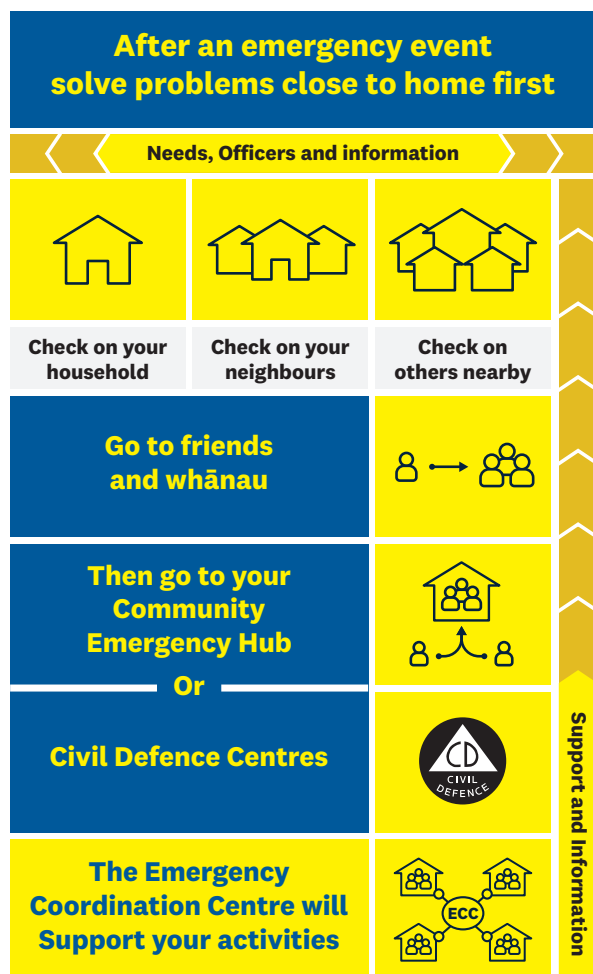 After an emergency event
solve problems close to home first
Needs, Officers and information
Check on your
household
Check on your
neighbours
Check on
others nearby
Go to friends
and whānau
Then go to your
Community
Emergency Hub
Or
Civil Defence Centres
CD
CIVIL
DEFENCE
The Emergency
Coordination Centre will
Support your activities
ECC
Support and Information